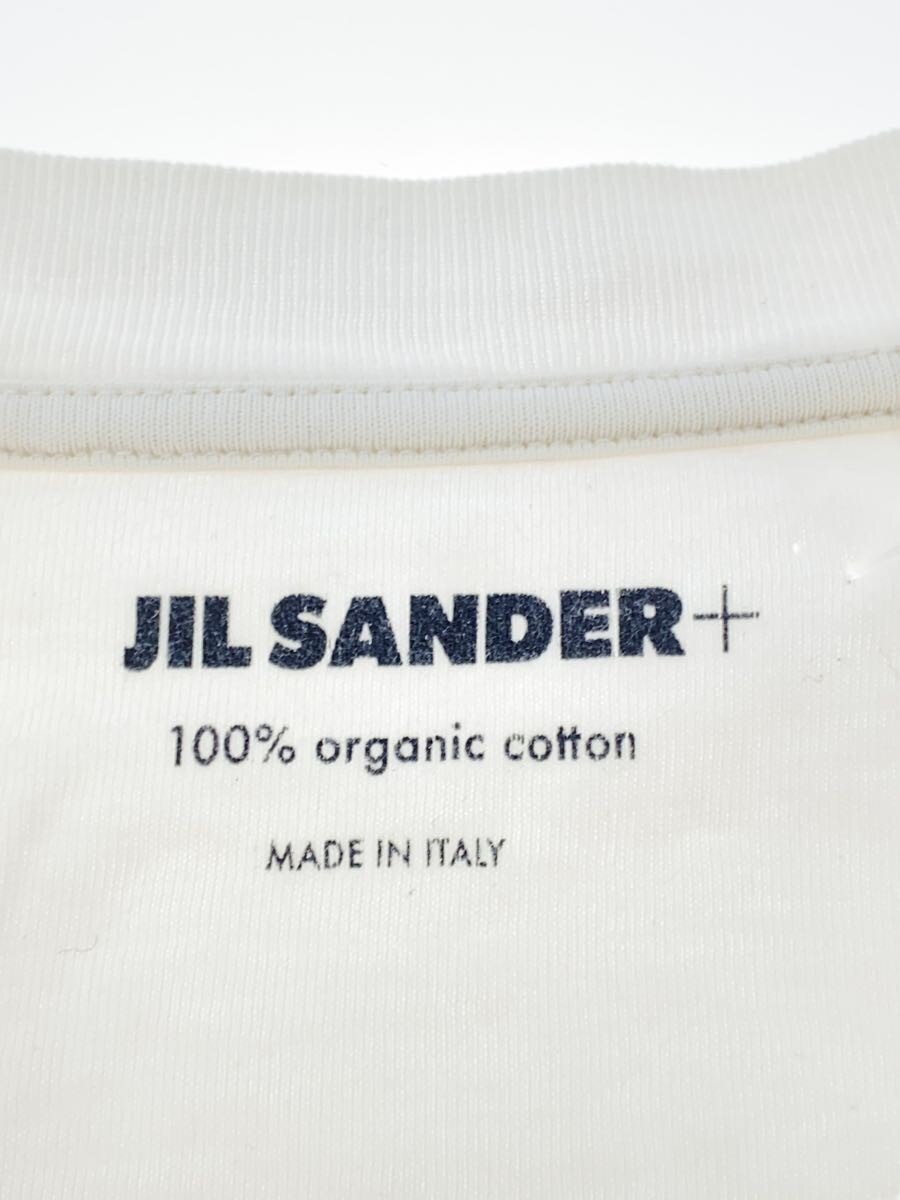 JIL SANDER+
100% organic cotton
MADE IN ITALY